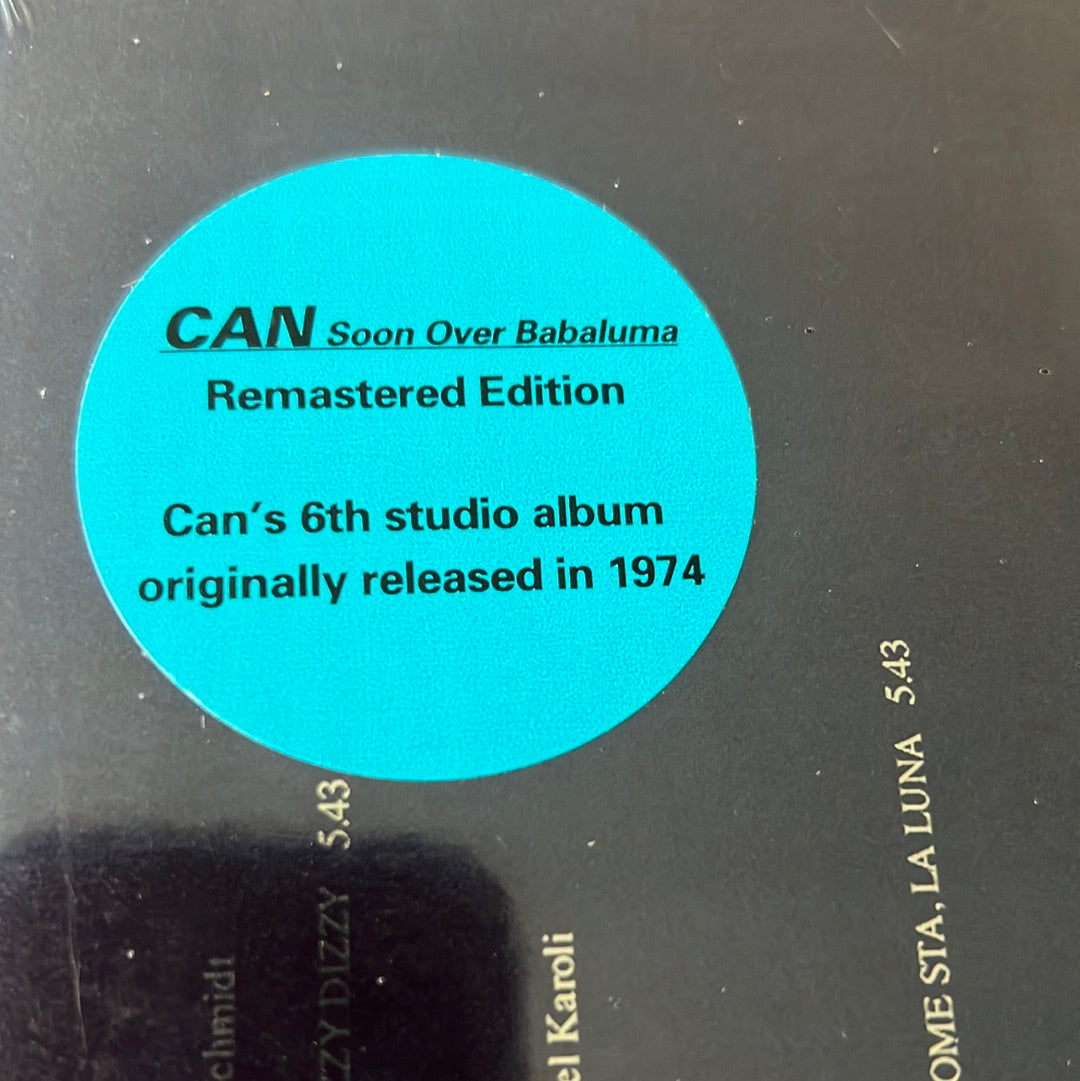 CAN Soon Over Babaluma
Remastered Edition
Can's 6th studio album
originally released in 1974
chmidt
ZZY DIZZY 5.43
el Karoli
OME STA, LA LUNA 5.43